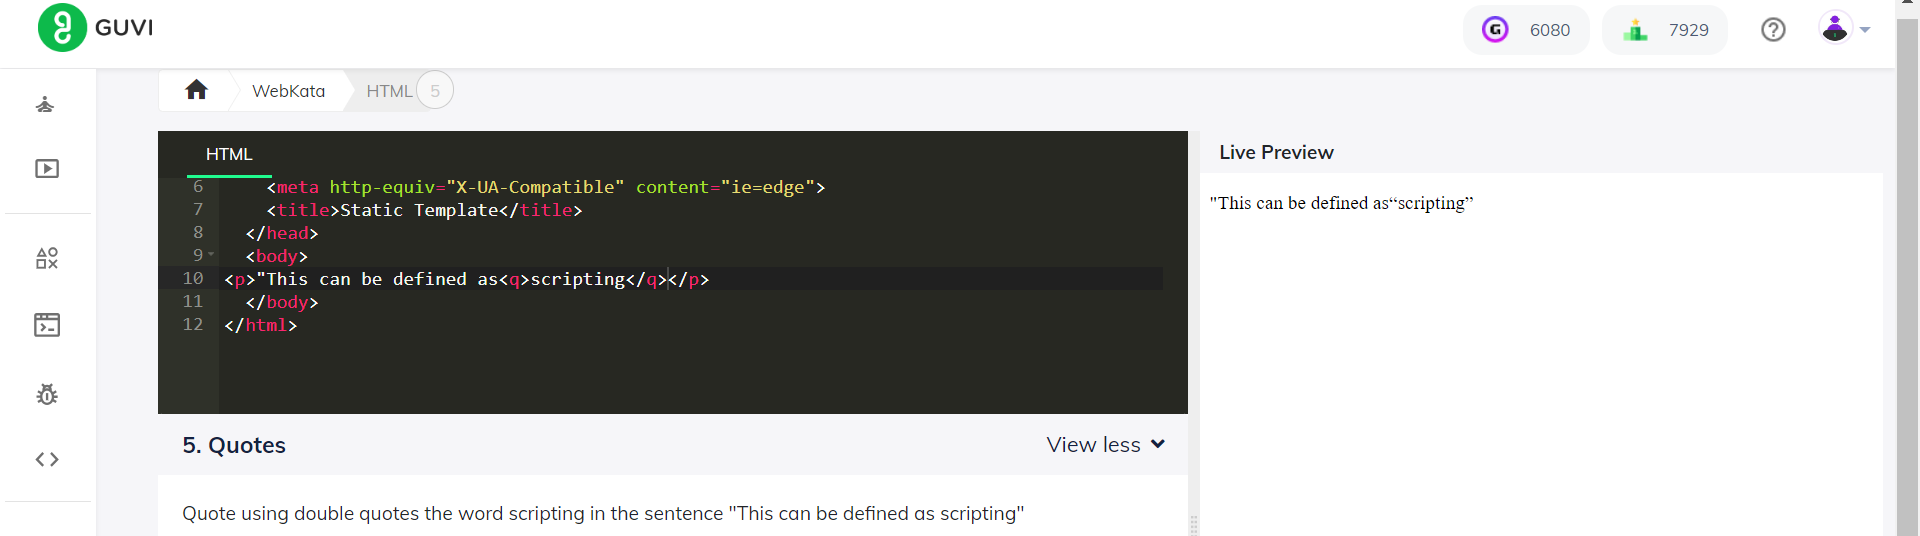 GUVI
6080
7929
WebKata
HTML
5
HTML
Live Preview
6 <meta http-equiv="X-UA-Compatible" content="ie=edge">
7 <title>Static Template</title>
8 </head>
9 <body>
10 <p>"This can be defined as<q>scripting</q></p>
11 </body>
12 </html>
"This can be defined as“scripting”
5. Quotes
View less
Quote using double quotes the word scripting in the sentence "This can be defined as scripting"